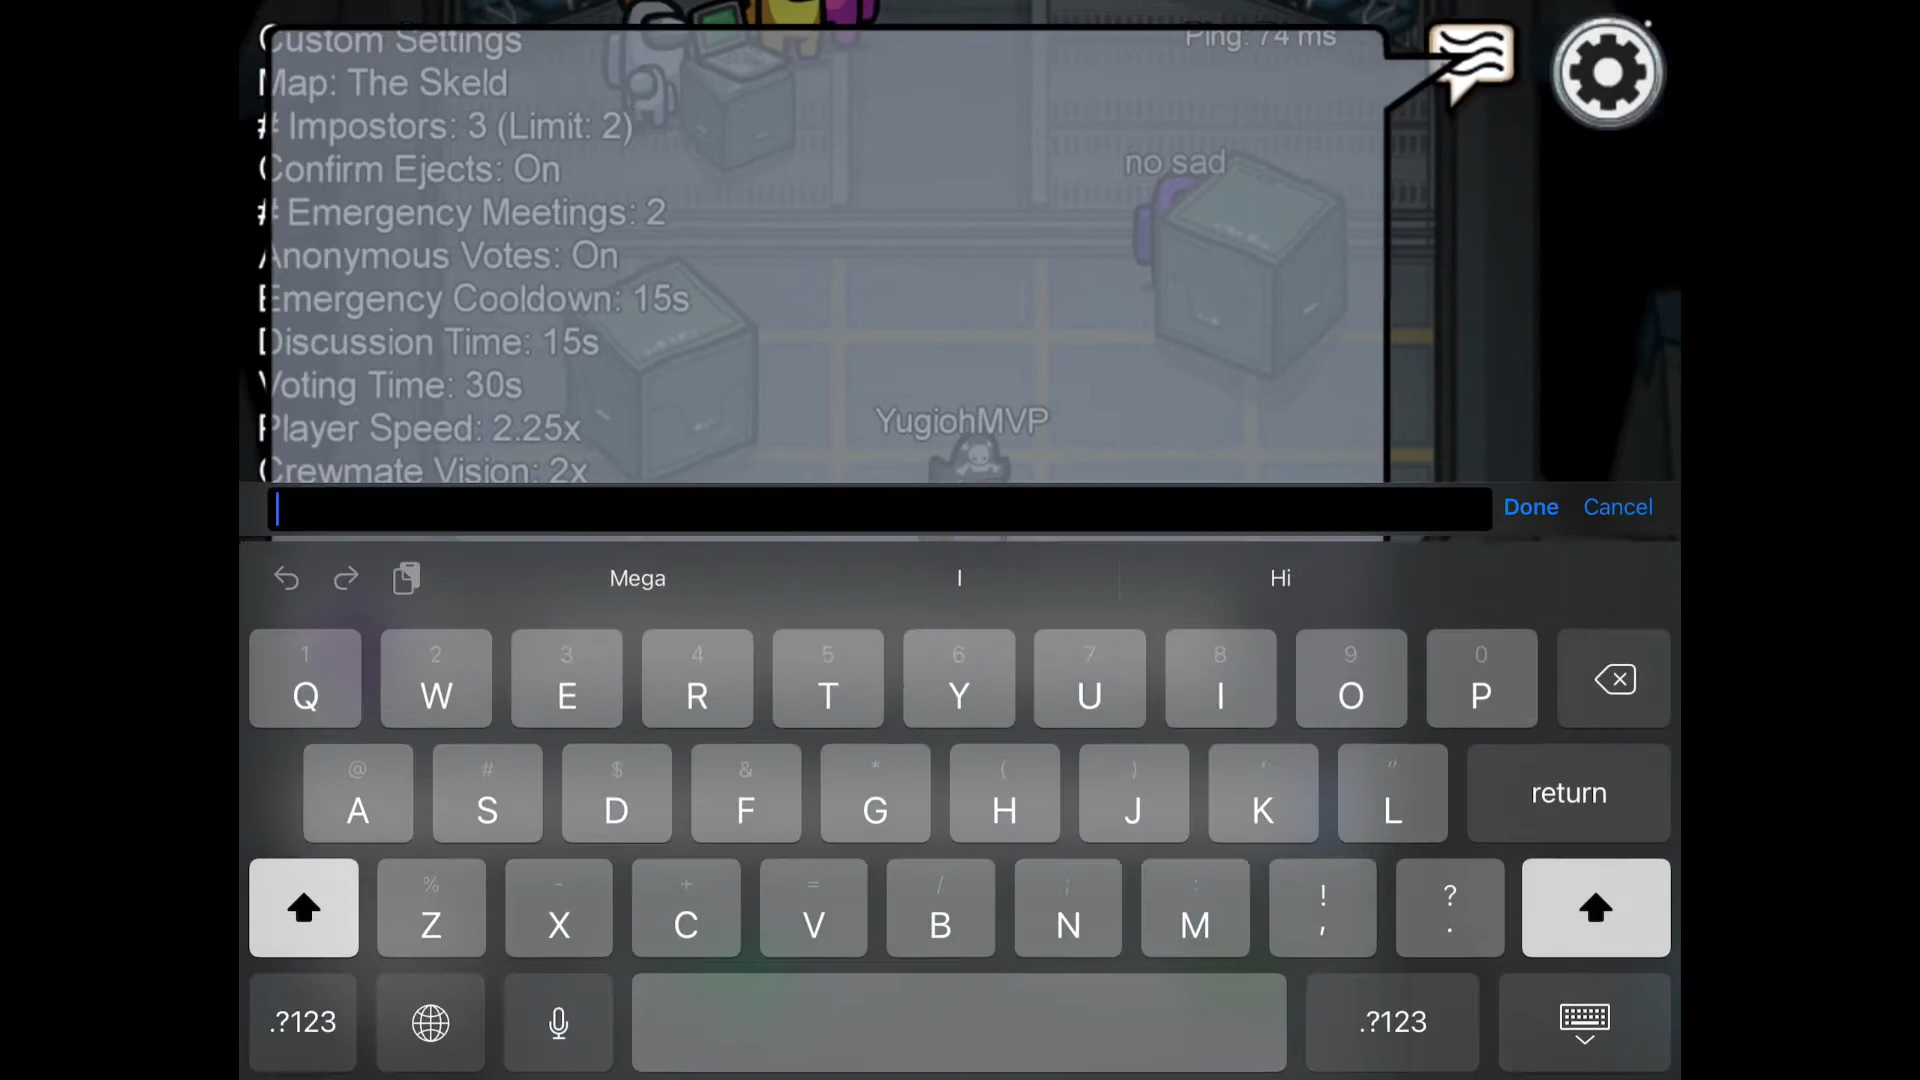 Custom Settings
Ping: 74 ms
Map: The Skeld
# Impostors: 3 (Limit: 2)
Confirm Ejects: On
no sad
# Emergency Meetings: 2
Anonymous Votes: On
Emergency Cooldown: 15s
Discussion Time: 15s
Voting Time: 30s
YugiohMVP
Player Speed: 2.25x
Crewmate Vision: 2x
Done Cancel
Mega I Hi
1 2 3 4 5 6 7 8 9 0
Q W E R T Y U I O P
@ # $ & * ( ) ' "
A S D F G H J K L return
% - + = / ; : ! ?
Z X C V B N M , .
.?123 .?123